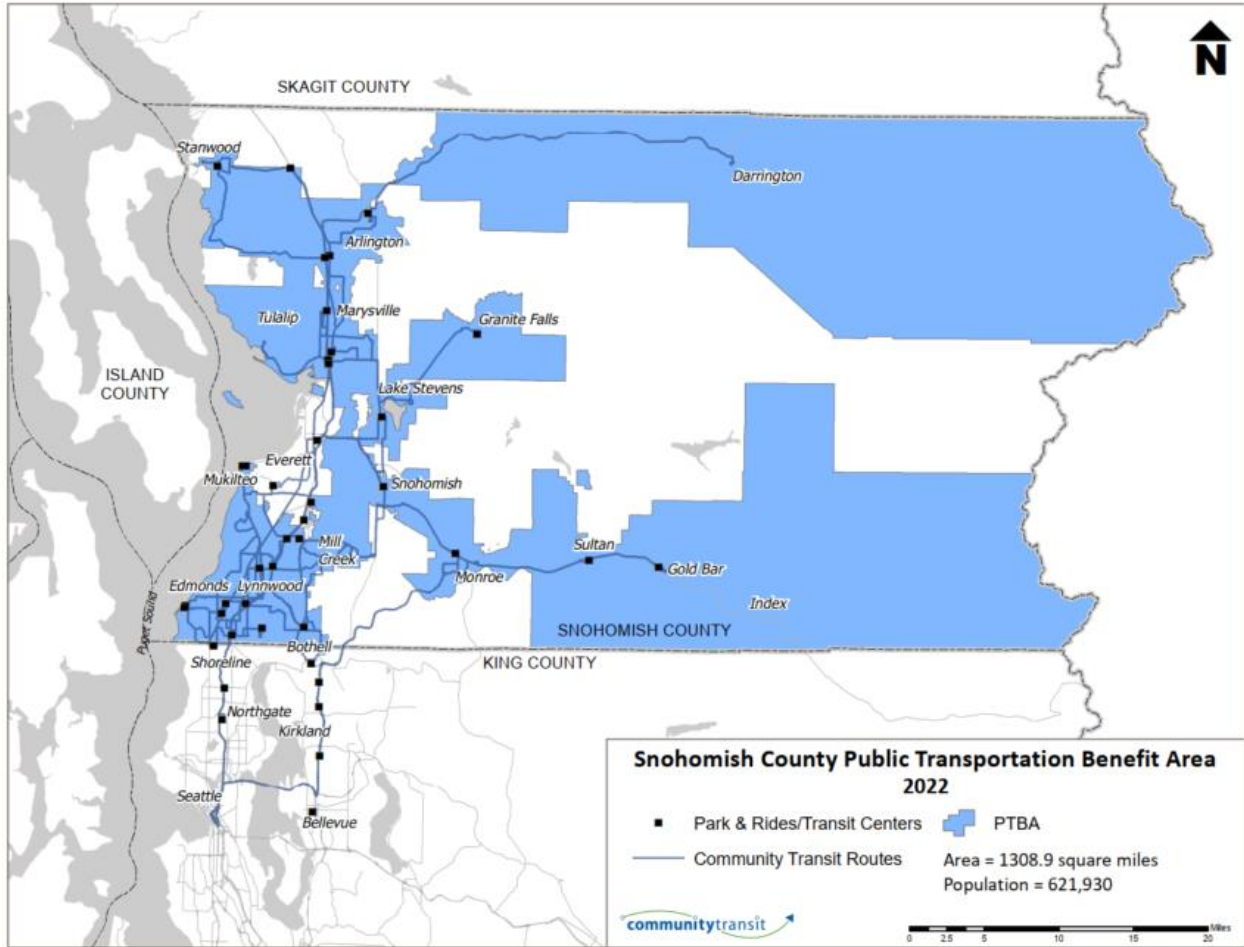 N
SKAGIT COUNTY
Stanwood
Darrington
Arlington
Tulalip
Marysville
Granite Falls
ISLAND
COUNTY
Lake Stevens
Everett
Mukilteo
Snohomish
Mill
Creek
Sultan
Monroe
Gold Bar
Edmonds
Lynnwood
Index
Puget Sound
SNOHOMISH COUNTY
Bothell
KING COUNTY
Shoreline
Northgate
Kirkland
Seattle
Bellevue
Snohomish County Public Transportation Benefit Area
2022
Park & Rides/Transit Centers
PTBA
Community Transit Routes
Area = 1308.9 square miles
Population = 621,930
communitytransit
Miles
0 2.5 5 10 15 20